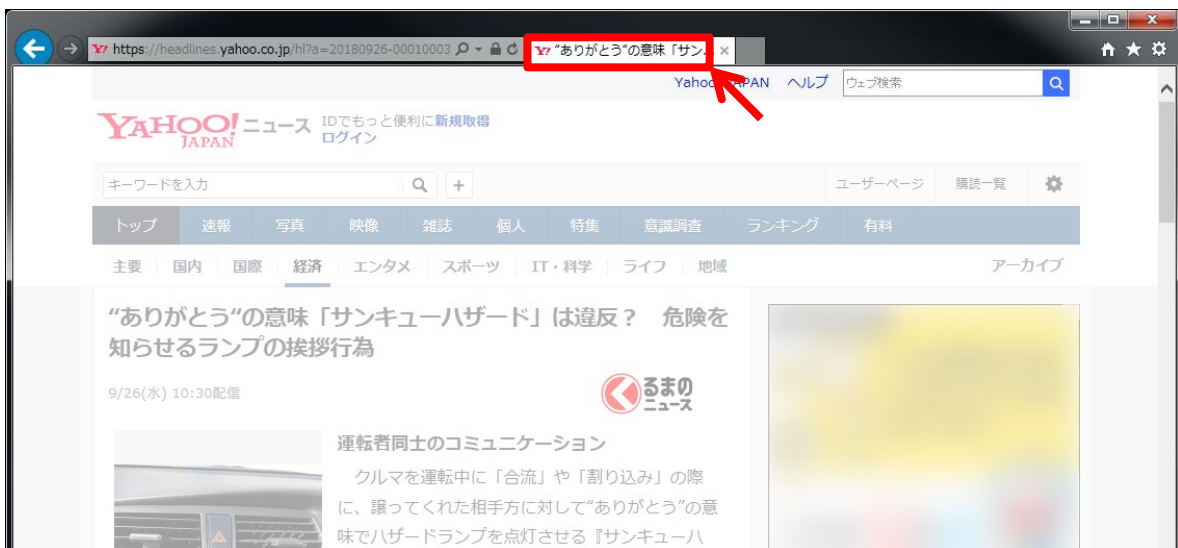 https://headlines.yahoo.co.jp/hl?a=20180926-00010003
“ありがとう“の意味「サン...
Yahoo! JAPAN ヘルプ ウェブ検索
YAHOO! JAPAN ニュース
IDでもっと便利に新規取得
ログイン
キーワードを入力
ユーザーページ 購読一覧
トップ 速報 写真 映像 雑誌 個人 特集 意識調査 ランキング 有料
主要 国内 国際 経済 エンタメ スポーツ IT・科学 ライフ 地域 アーカイブ
“ありがとう“の意味「サンキューハザード」は違反？ 危険を
知らせるランプの挨拶行為
9/26(水) 10:30配信
くるまの
ニュース
運転者同士のコミュニケーション
クルマを運転中に「合流」や「割り込み」の際
に、譲ってくれた相手方に対して“ありがとう”の意
味でハザードランプを点灯させる『サンキューハ